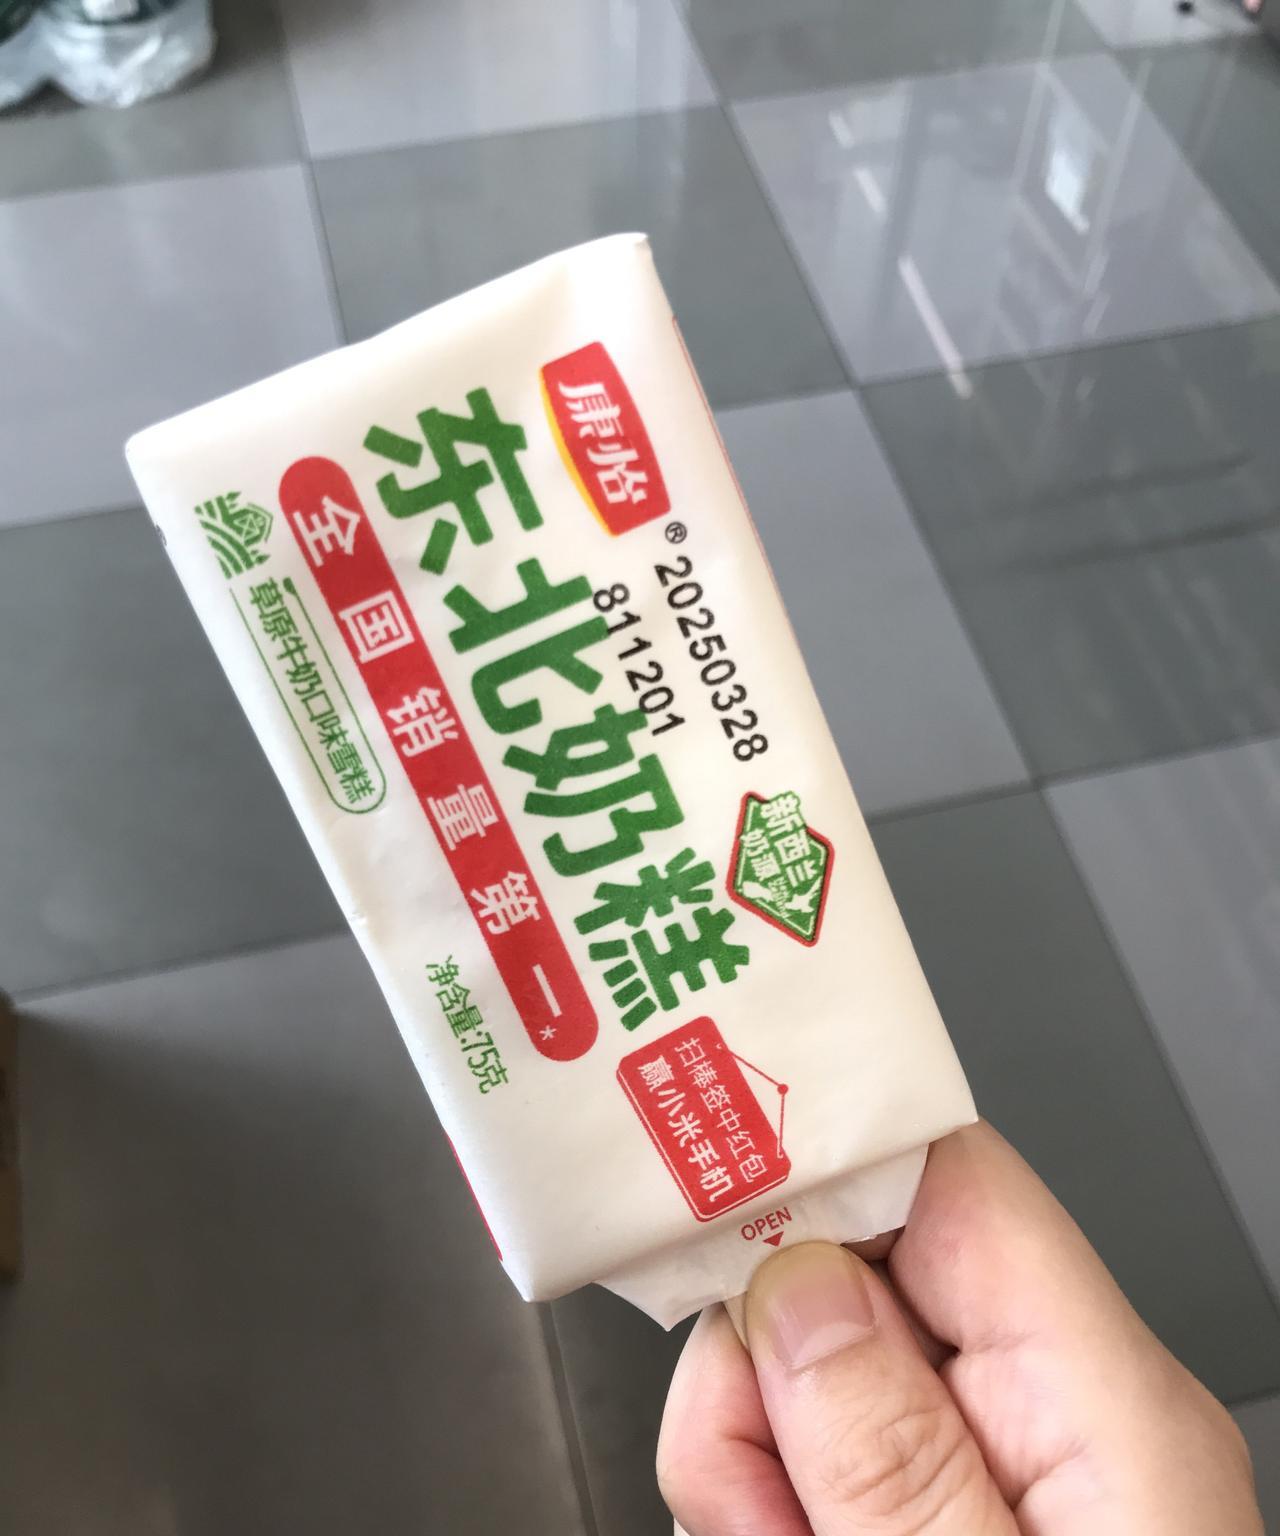 康怡®
20250328
8112201
新西兰
奶源
东北奶糕
全国销量第一*
草原牛奶口味雪糕
净含量:75克
扫棒签中红包
赢小米手机
OPEN